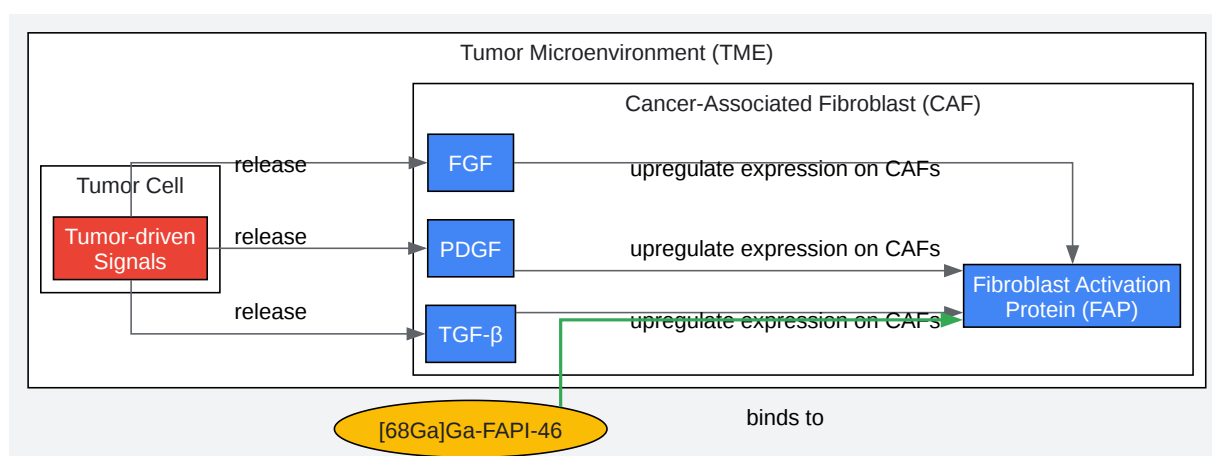 Tumor Microenvironment (TME)
Cancer-Associated Fibroblast (CAF)
release
FGF
upregulate expression on CAFs
Tumor Cell
Tumor-driven
Signals
release
PDGF
upregulate expression on CAFs
Fibroblast Activation
Protein (FAP)
release
TGF-β
upregulate expression on CAFs
binds to
[68Ga]Ga-FAPI-46